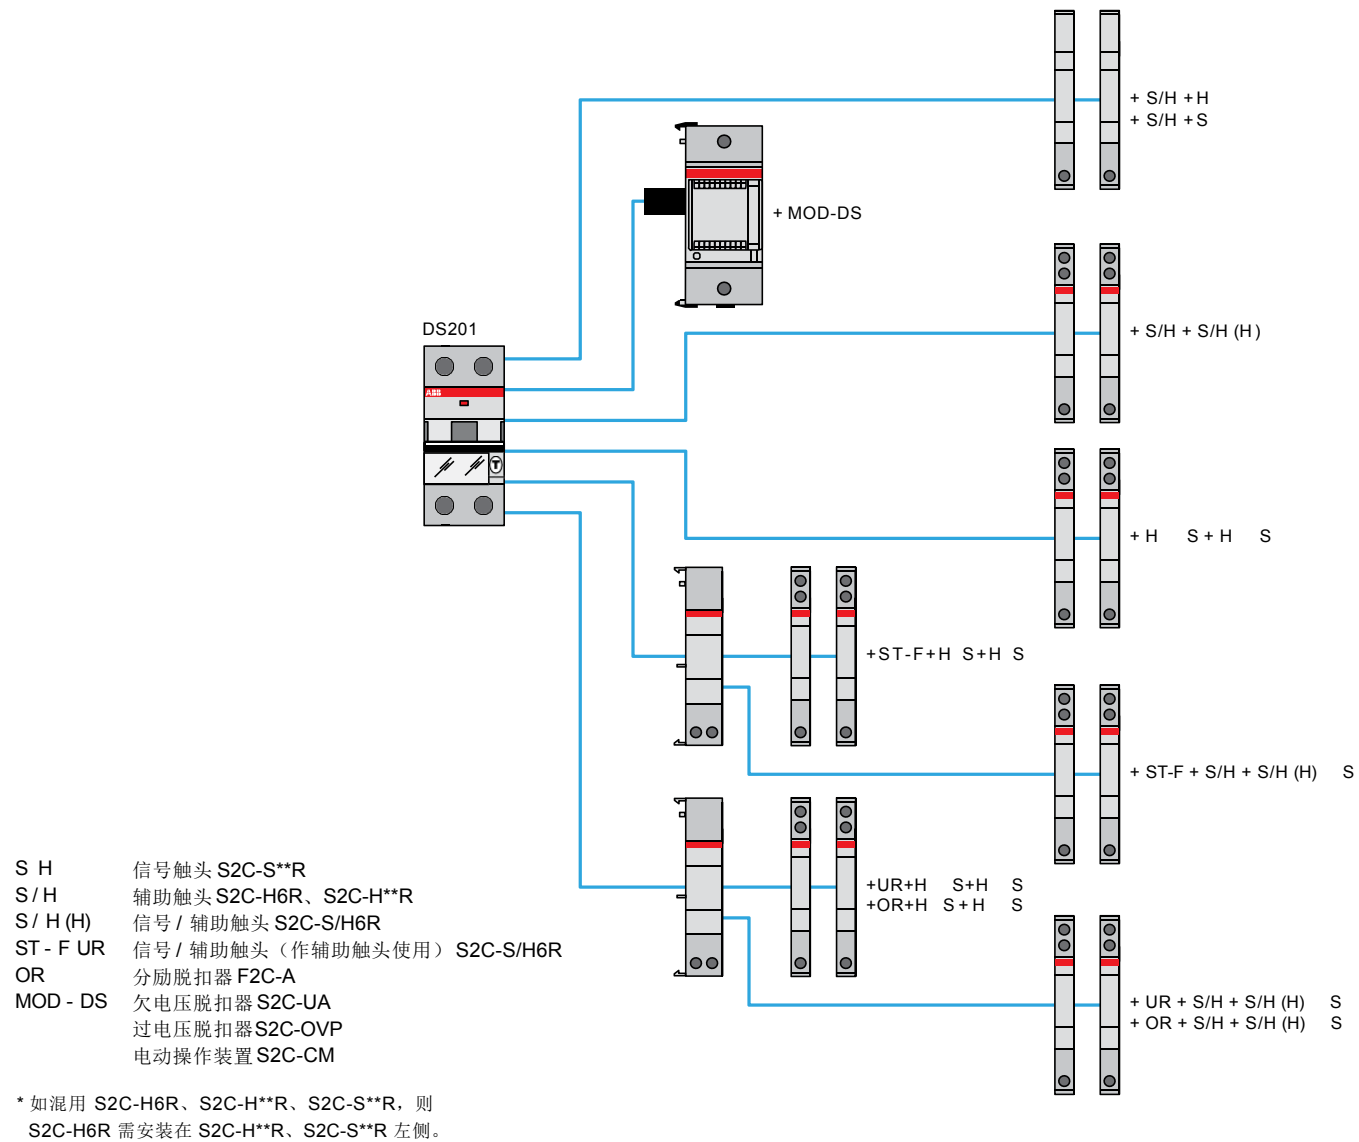 + S/H + H
+ S/H + S
+ MOD-DS
DS201
ABB
+ S/H + S/H (H)
T
+ H S + H S
+ST-F+H S+H S
+ ST-F + S/H + S/H (H) S
+UR+H S+H S
+OR+H S+H S
+ UR + S/H + S/H (H) S
+ OR + S/H + S/H (H) S
S H 信号触头 S2C-S**R
S / H 辅助触头 S2C-H6R、S2C-H**R
S / H (H) 信号 / 辅助触头 S2C-S/H6R
ST - F UR 信号 / 辅助触头（作辅助触头使用） S2C-S/H6R
OR 分励脱扣器 F2C-A
MOD - DS 欠电压脱扣器 S2C-UA
过电压脱扣器 S2C-OVP
电动操作装置 S2C-CM
* 如混用 S2C-H6R、S2C-H**R、S2C-S**R，则
S2C-H6R 需安装在 S2C-H**R、S2C-S**R 左侧。